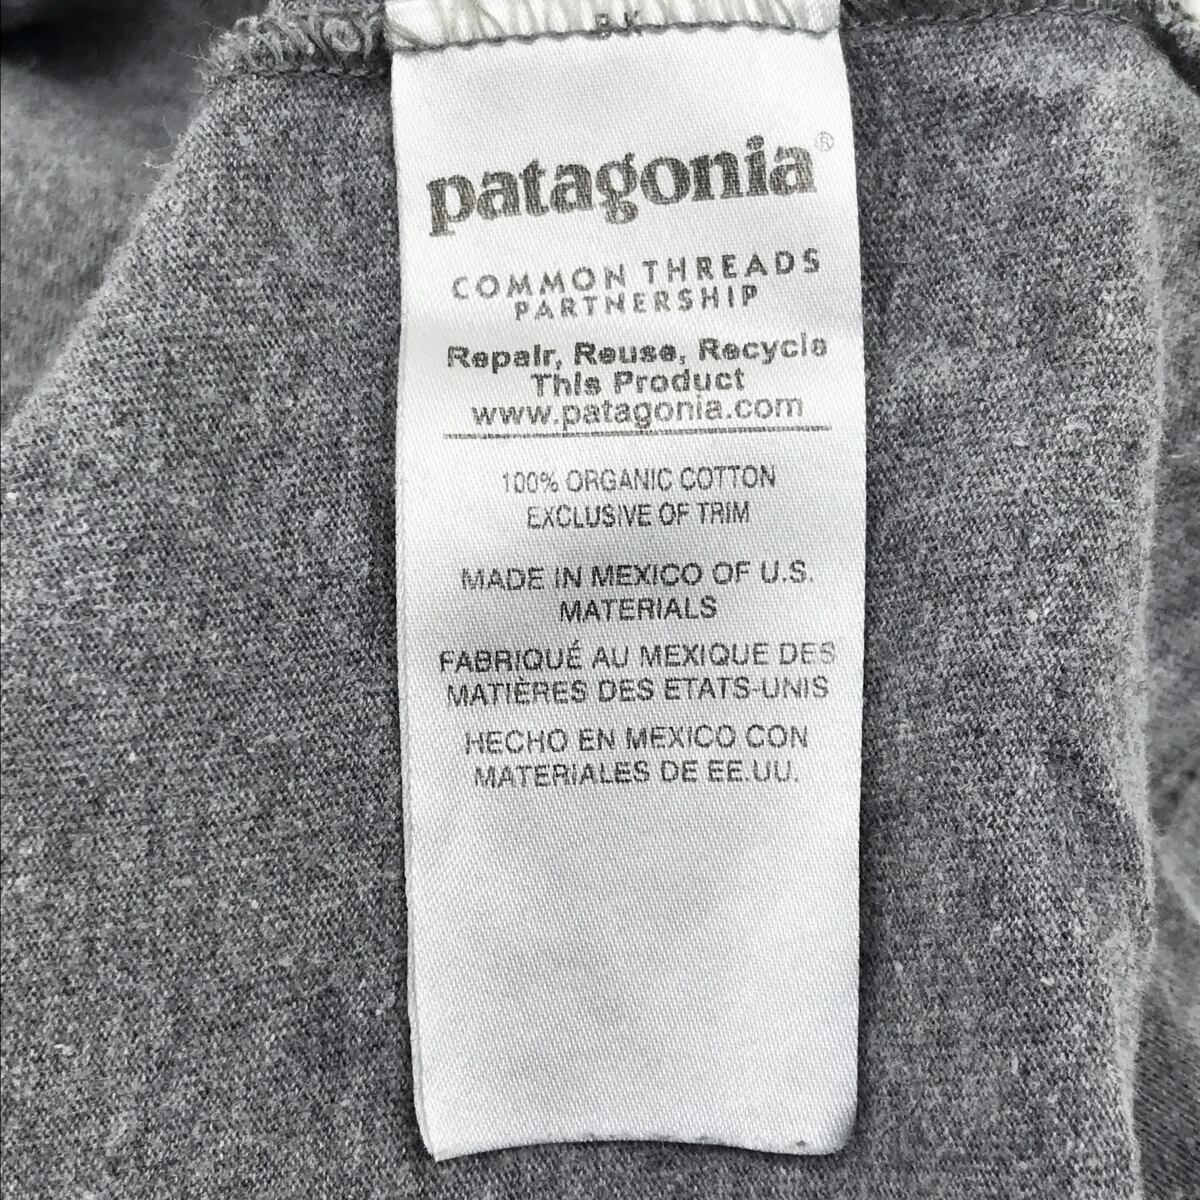 BK
patagonia®
COMMON THREADS
PARTNERSHIP
Repair, Reuse, Recycle
This Product
www.patagonia.com
100% ORGANIC COTTON
EXCLUSIVE OF TRIM
MADE IN MEXICO OF U.S.
MATERIALS
FABRIQUÉ AU MEXIQUE DES
MATIÈRES DES ETATS-UNIS
HECHO EN MEXICO CON
MATERIALES DE EE.UU.